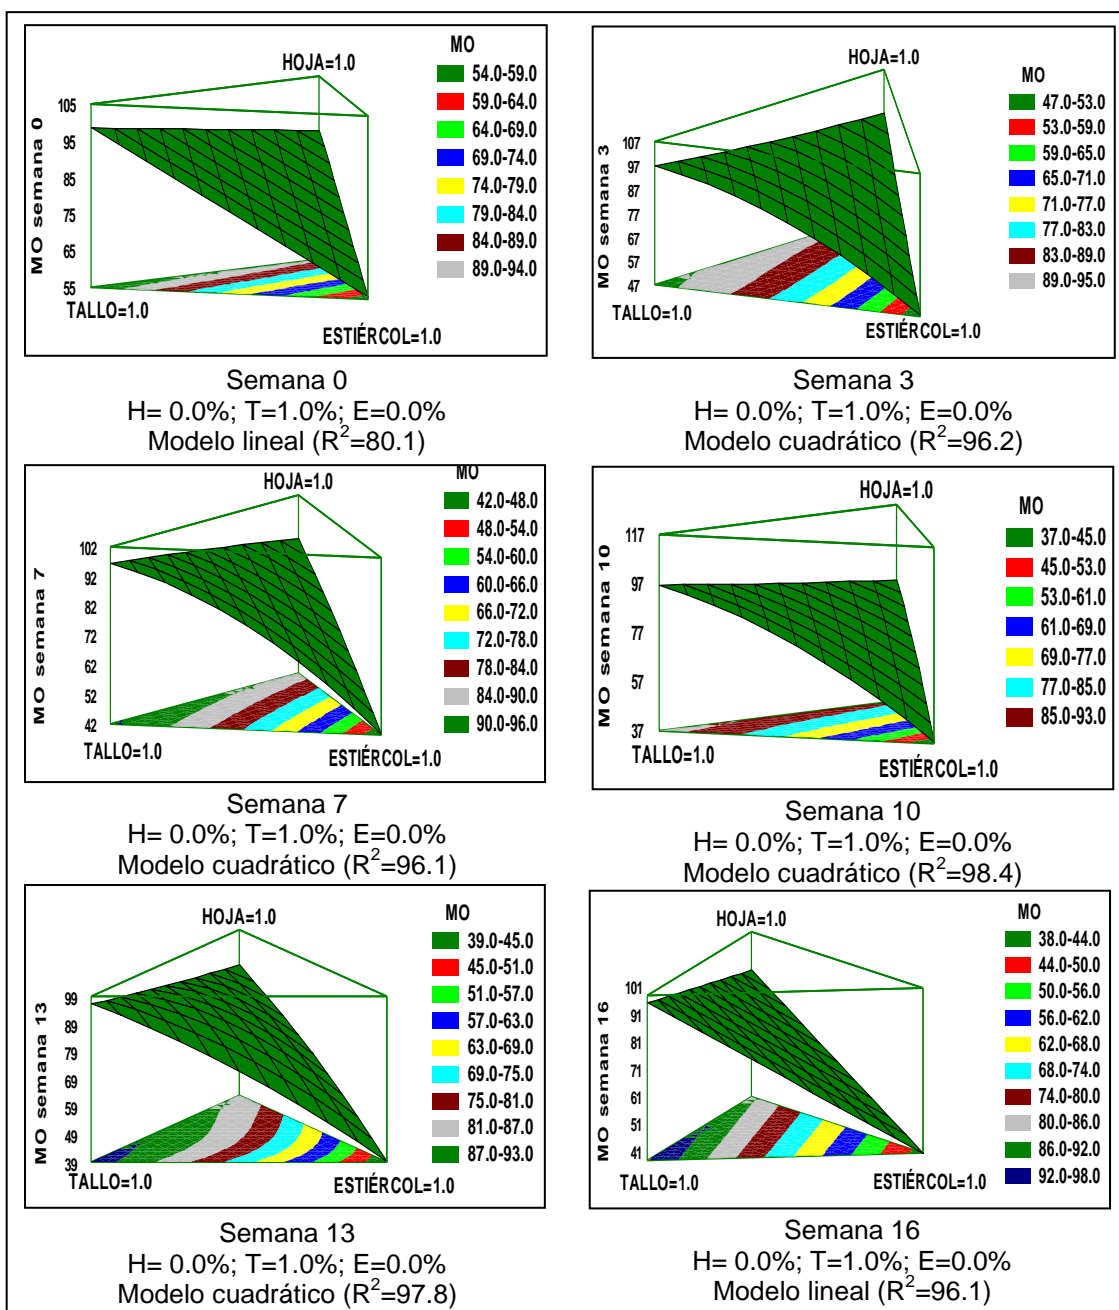 HOJA=1.0
MO semana 0
105
95
85
75
65
55
TALLO=1.0
ESTIÉRCOL=1.0
MO
54.0-59.0
59.0-64.0
64.0-69.0
69.0-74.0
74.0-79.0
79.0-84.0
84.0-89.0
89.0-94.0
Semana 0
H= 0.0%; T=1.0%; E=0.0%
Modelo lineal (R²=80.1)
HOJA=1.0
MO semana 3
107
97
87
77
67
57
47
TALLO=1.0
ESTIÉRCOL=1.0
MO
47.0-53.0
53.0-59.0
59.0-65.0
65.0-71.0
71.0-77.0
77.0-83.0
83.0-89.0
89.0-95.0
Semana 3
H= 0.0%; T=1.0%; E=0.0%
Modelo cuadrático (R²=96.2)
HOJA=1.0
MO semana 7
102
92
82
72
62
52
42
TALLO=1.0
ESTIÉRCOL=1.0
MO
42.0-48.0
48.0-54.0
54.0-60.0
60.0-66.0
66.0-72.0
72.0-78.0
78.0-84.0
84.0-90.0
90.0-96.0
Semana 7
H= 0.0%; T=1.0%; E=0.0%
Modelo cuadrático (R²=96.1)
HOJA=1.0
MO semana 10
117
97
77
57
37
TALLO=1.0
ESTIÉRCOL=1.0
MO
37.0-45.0
45.0-53.0
53.0-61.0
61.0-69.0
69.0-77.0
77.0-85.0
85.0-93.0
Semana 10
H= 0.0%; T=1.0%; E=0.0%
Modelo cuadrático (R²=98.4)
HOJA=1.0
MO semana 13
99
89
79
69
59
49
39
TALLO=1.0
ESTIÉRCOL=1.0
MO
39.0-45.0
45.0-51.0
51.0-57.0
57.0-63.0
63.0-69.0
69.0-75.0
75.0-81.0
81.0-87.0
87.0-93.0
Semana 13
H= 0.0%; T=1.0%; E=0.0%
Modelo cuadrático (R²=97.8)
HOJA=1.0
MO semana 16
101
91
81
71
61
51
41
TALLO=1.0
ESTIÉRCOL=1.0
MO
38.0-44.0
44.0-50.0
50.0-56.0
56.0-62.0
62.0-68.0
68.0-74.0
74.0-80.0
80.0-86.0
86.0-92.0
92.0-98.0
Semana 16
H= 0.0%; T=1.0%; E=0.0%
Modelo lineal (R²=96.1)